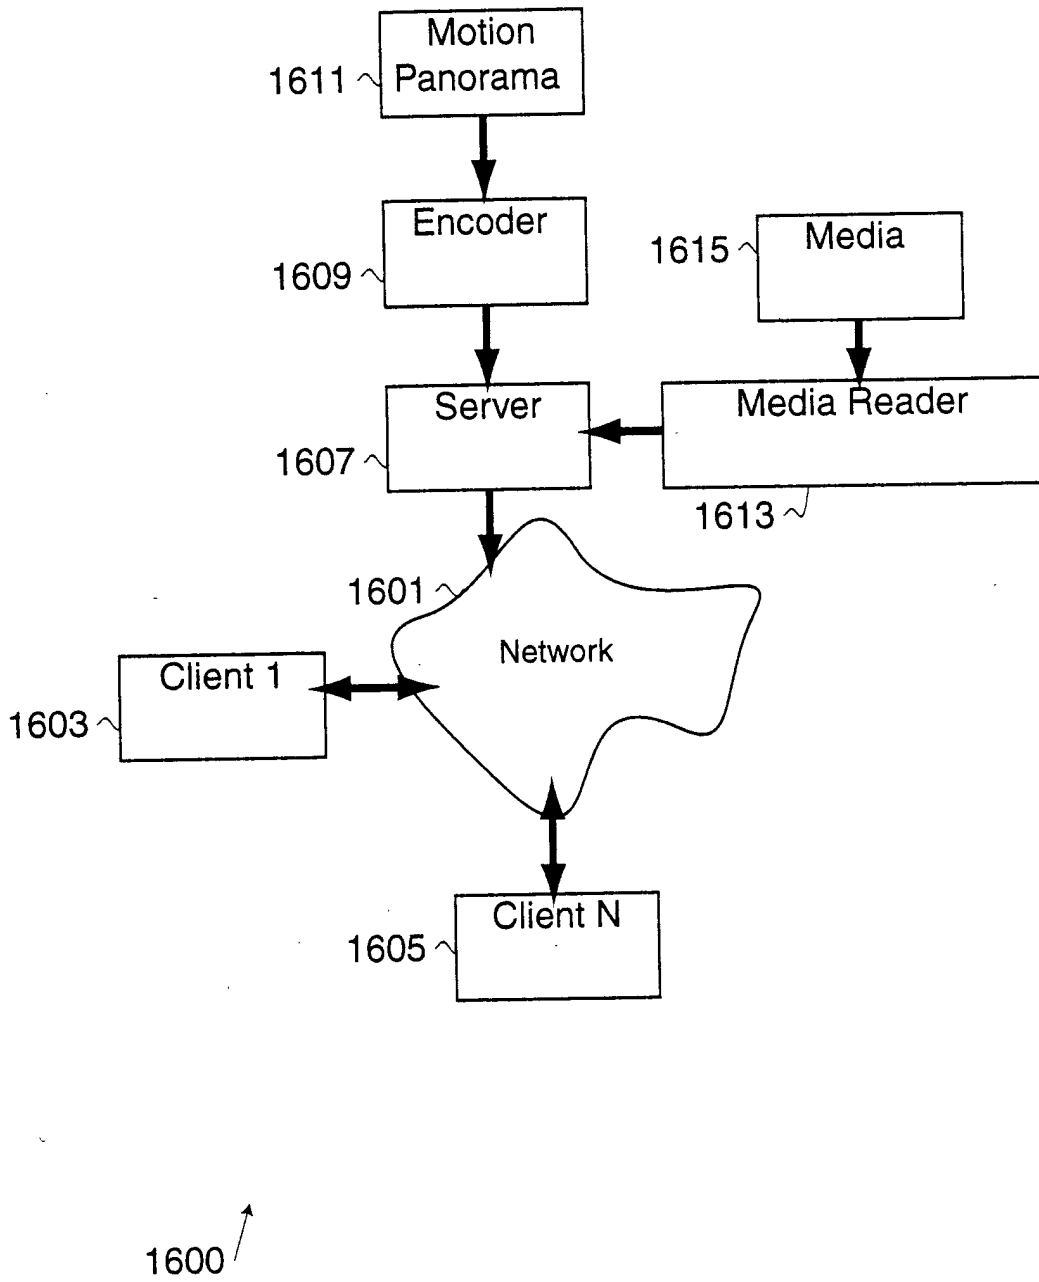 Motion
Panorama
1611
Encoder
1609
Media
1615
Server
1607
Media Reader
1613
1601
Network
Client 1
1603
Client N
1605
1600